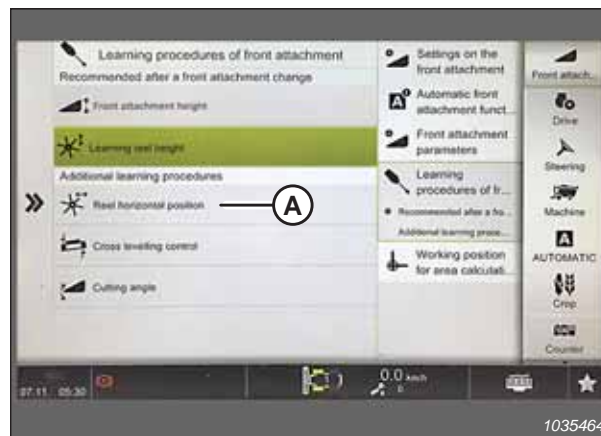 Learning procedures of front attachment
Recommended after a front attachment change
Front attachment height
Learning reel height
Additional learning procedures
Reel horizontal position
Cross levelling control
Cutting angle
A
Settings on the
front attachment
Automatic front
attachment funct...
Front attachment
parameters
Learning
procedures of fr...
Recommended after a fro...
Additional learning proce...
Working position
for area calculati...
Front attach...
Drive
Steering
Machine
A
AUTOMATIC
Crop
Counter
07.11. 05:30
0.0 km/h
0
1035464